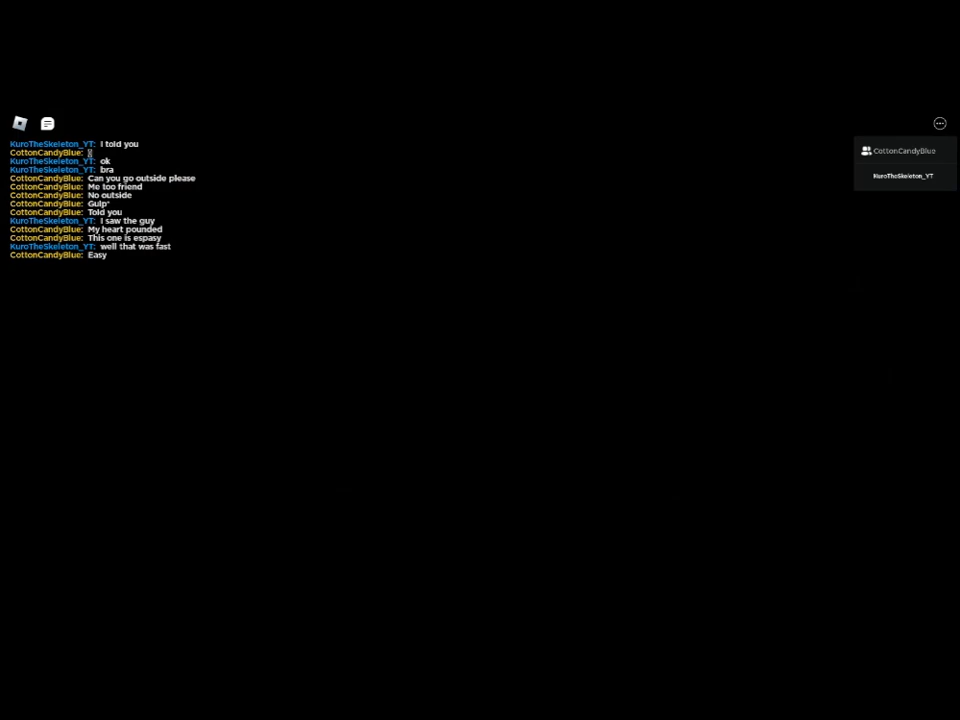 KuroTheSkeleton_YT: I told you
CottonCandyBlue:
KuroTheSkeleton_YT: ok
KuroTheSkeleton_YT: bra
CottonCandyBlue: Can you go outside please
CottonCandyBlue: Me too friend
CottonCandyBlue: No outside
CottonCandyBlue: Gulp*
CottonCandyBlue: Told you
KuroTheSkeleton_YT: I saw the guy
CottonCandyBlue: My heart pounded
CottonCandyBlue: This one is espasy
KuroTheSkeleton_YT: well that was fast
CottonCandyBlue: Easy
CottonCandyBlue
KuroTheSkeleton_YT